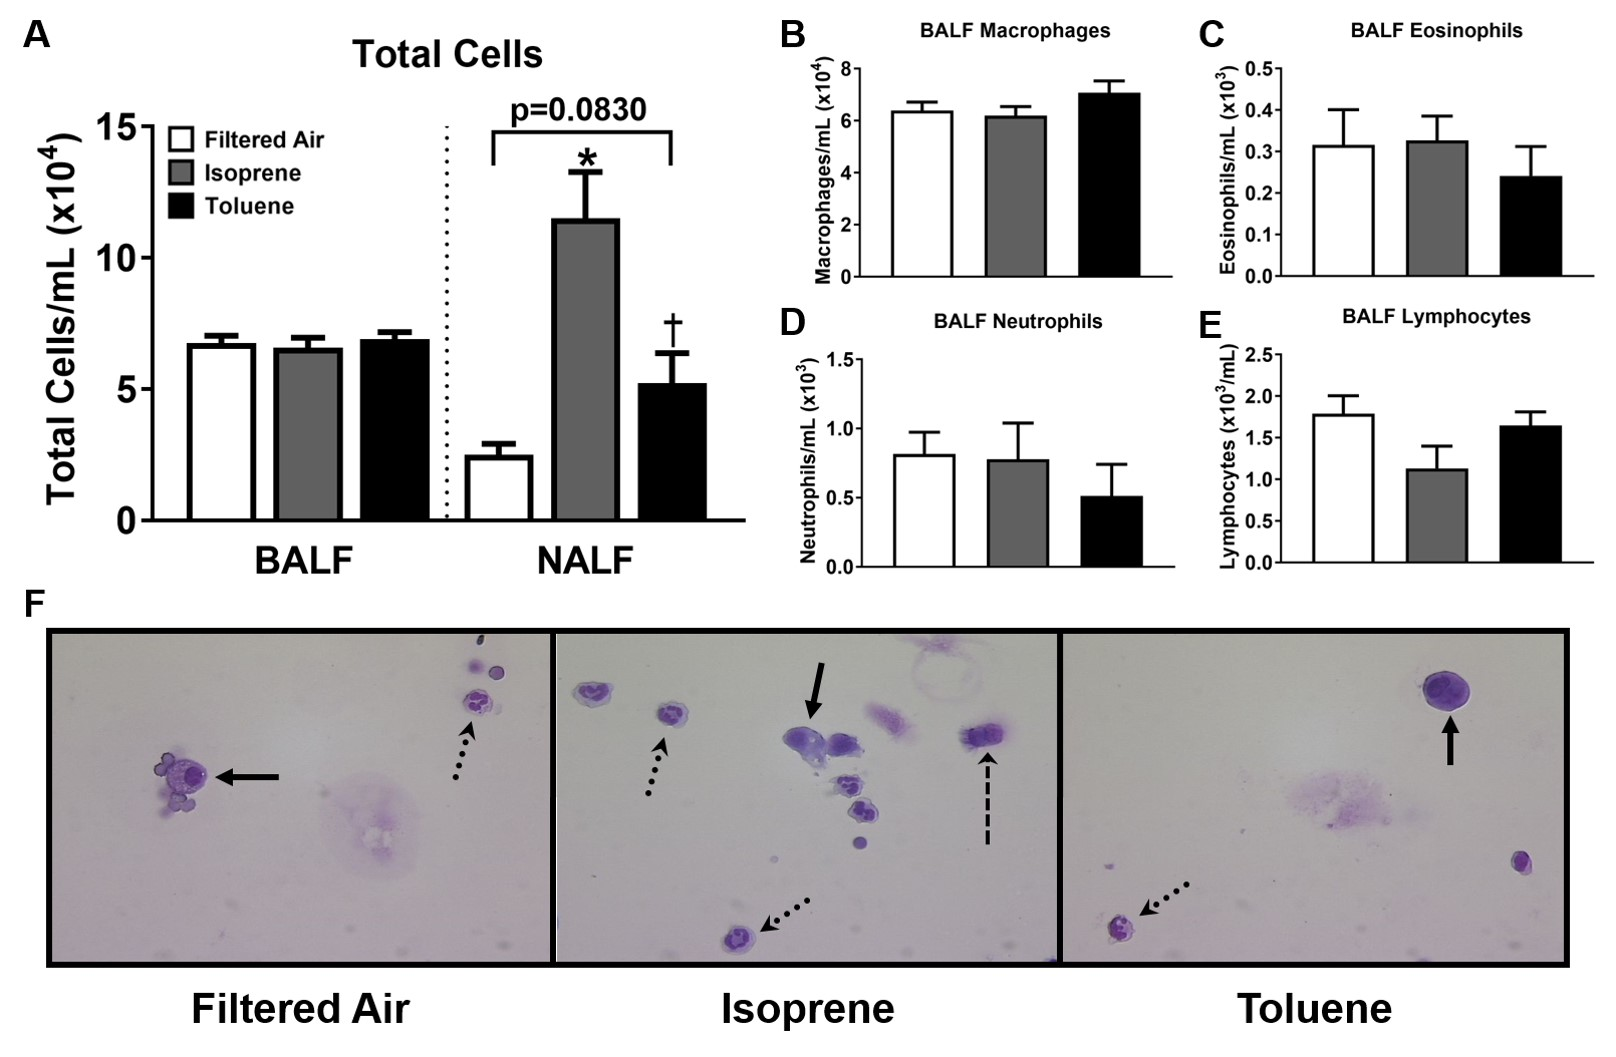 A
Total Cells
p=0.0830
*
†
Filtered Air
Isoprene
Toluene
Total Cells/mL (x10⁴)
15
10
5
0
BALF
NALF
B
BALF Macrophages
Macrophages/mL (x10⁴)
8
6
4
2
0
C
BALF Eosinophils
Eosinophils/mL (x10³)
0.5
0.4
0.3
0.2
0.1
0.0
D
BALF Neutrophils
Neutrophils/mL (x10³)
1.5
1.0
0.5
0.0
E
BALF Lymphocytes
Lymphocytes (x10³/mL)
2.5
2.0
1.5
1.0
0.5
0.0
F
Filtered Air
Isoprene
Toluene